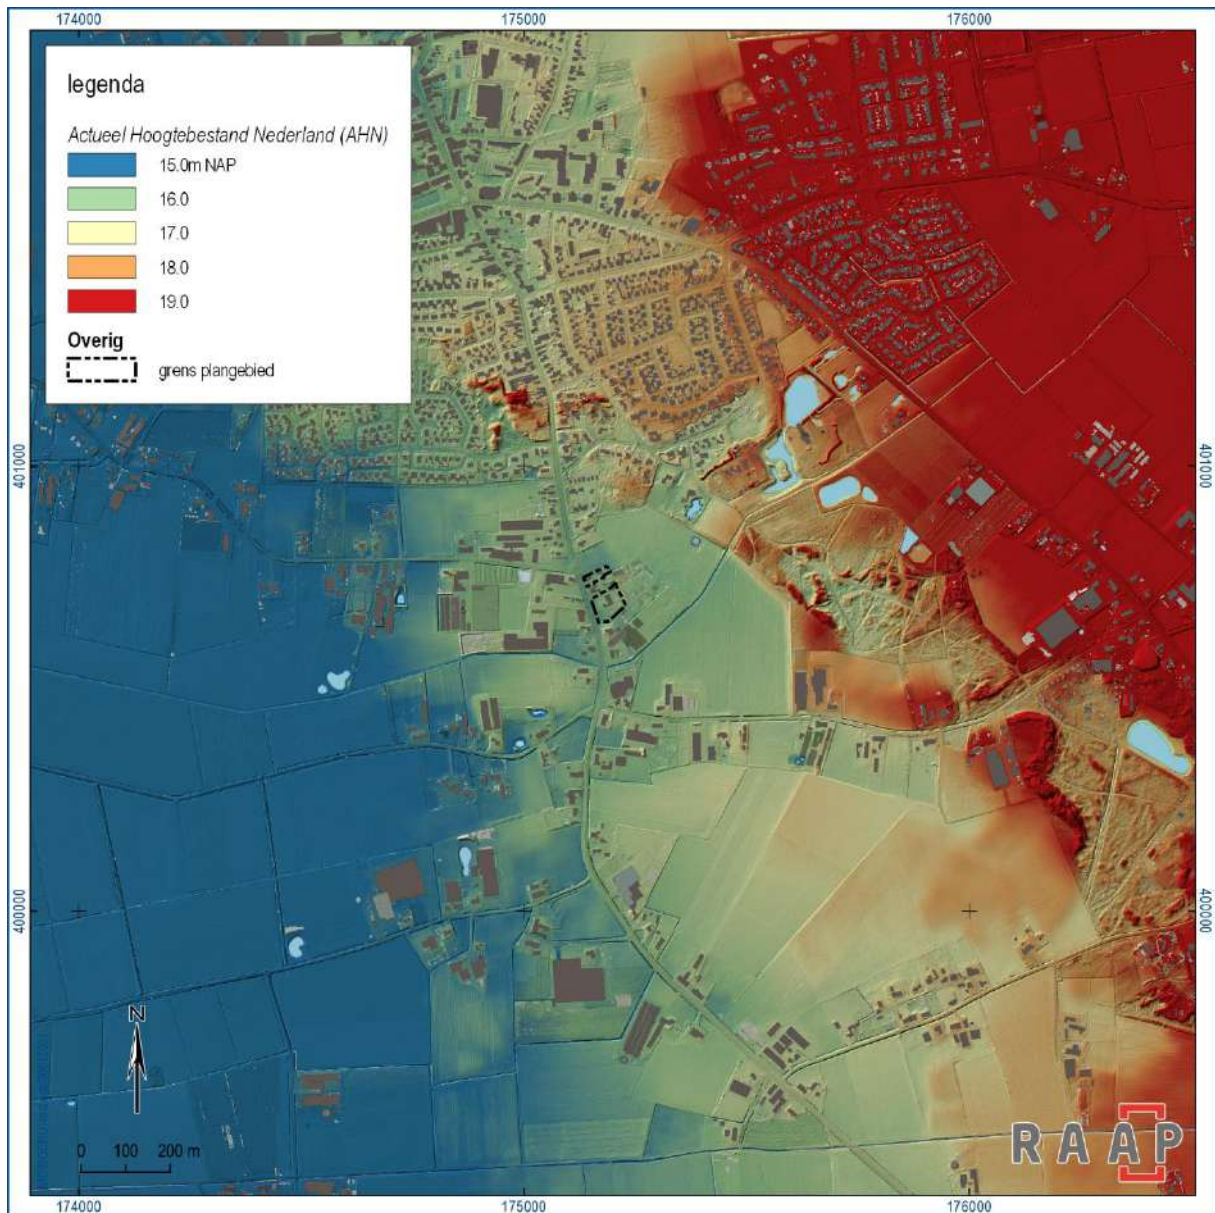 174000 175000 176000
legenda
Actueel Hoogtebestand Nederland (AHN)
15.0m NAP
16.0
17.0
18.0
19.0
Overig
grens plangebied
401000 401000
400000 400000
N
0 100 200 m
RAAP
174000 175000 176000